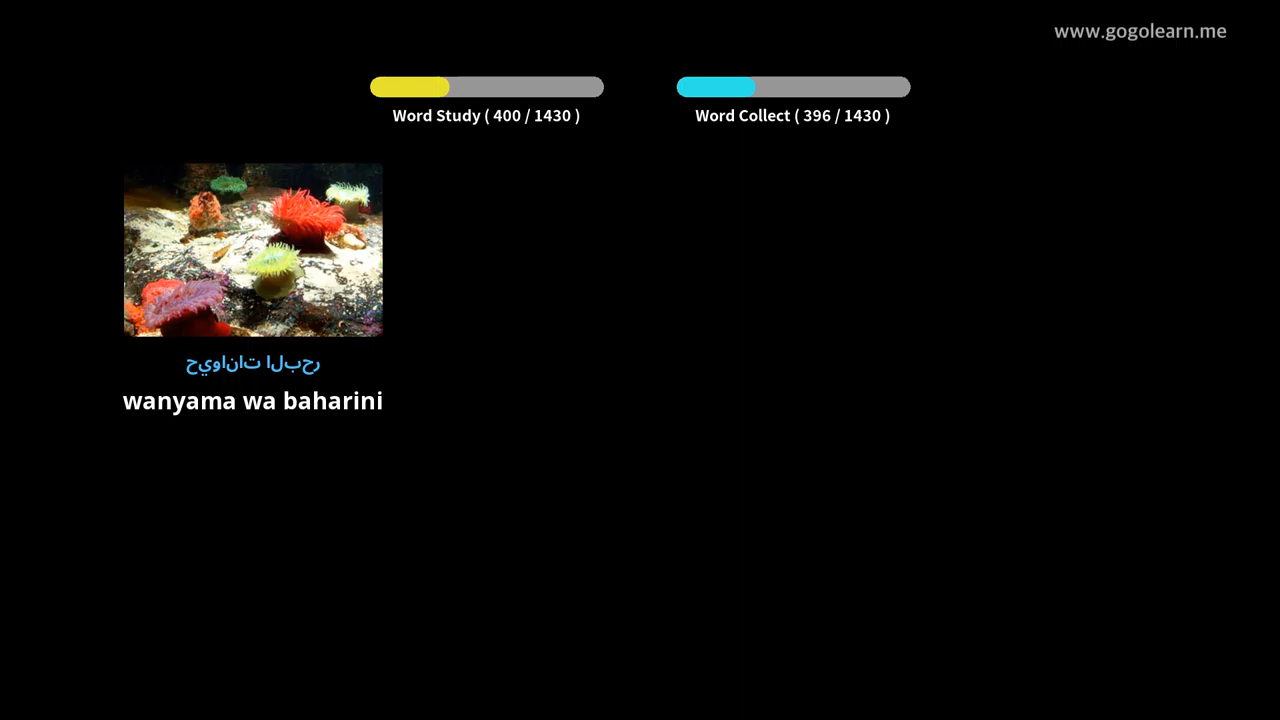 www.gogolearn.me
Word Study ( 400 / 1430 )
Word Collect ( 396 / 1430 )
حيوانات البحر
wanyama wa baharini